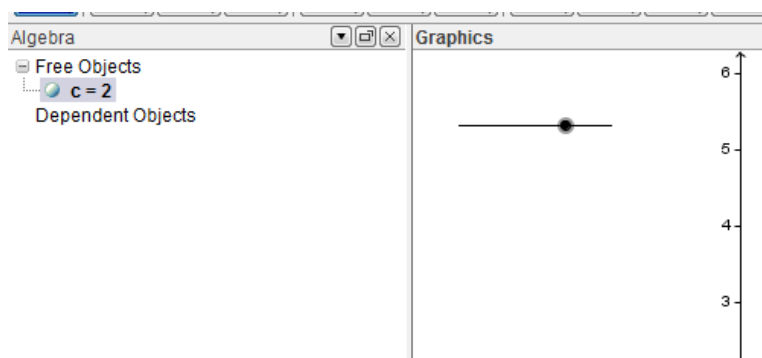 Algebra
Free Objects
c = 2
Dependent Objects
Graphics
6
5
4
3